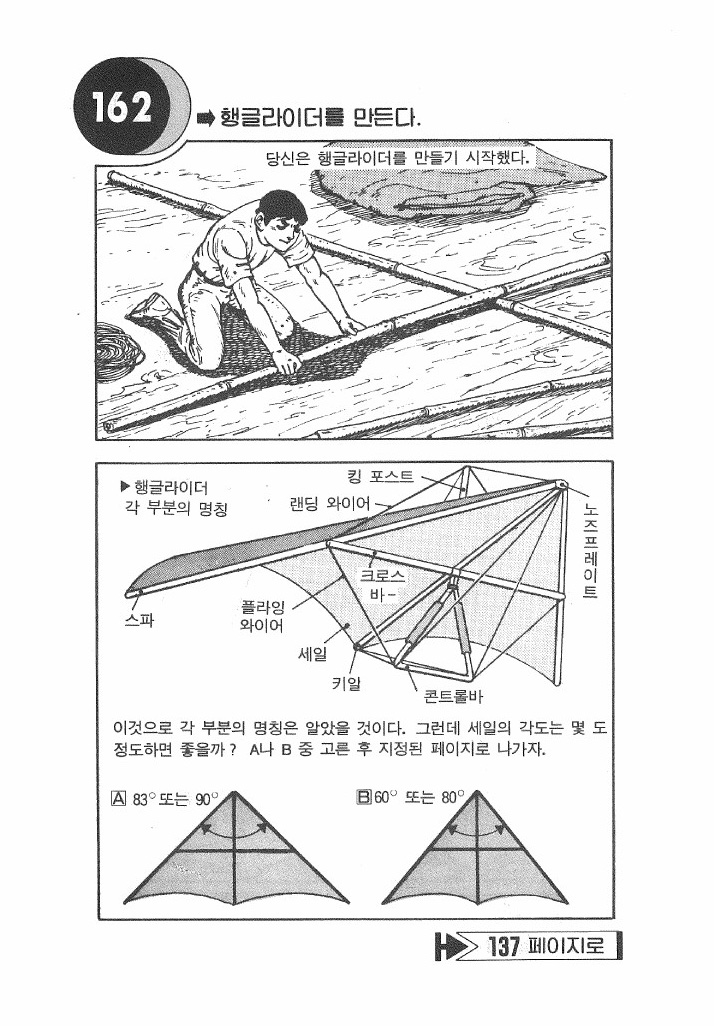 162
➡ 행글라이더를 만든다.
당신은 행글라이더를 만들기 시작했다.
▶행글라이더
각 부분의 명칭
킹 포스트
랜딩 와이어
노즈프레이트
크로스
바-
스파
플라잉
와이어
세일
키알
콘트롤바
이것으로 각 부분의 명칭은 알았을 것이다. 그런데 세일의 각도는 몇 도
정도하면 좋을까? A나 B 중 고른 후 지정된 페이지로 나가자.
A 83° 또는 90°
B 60° 또는 80°
137 페이지로